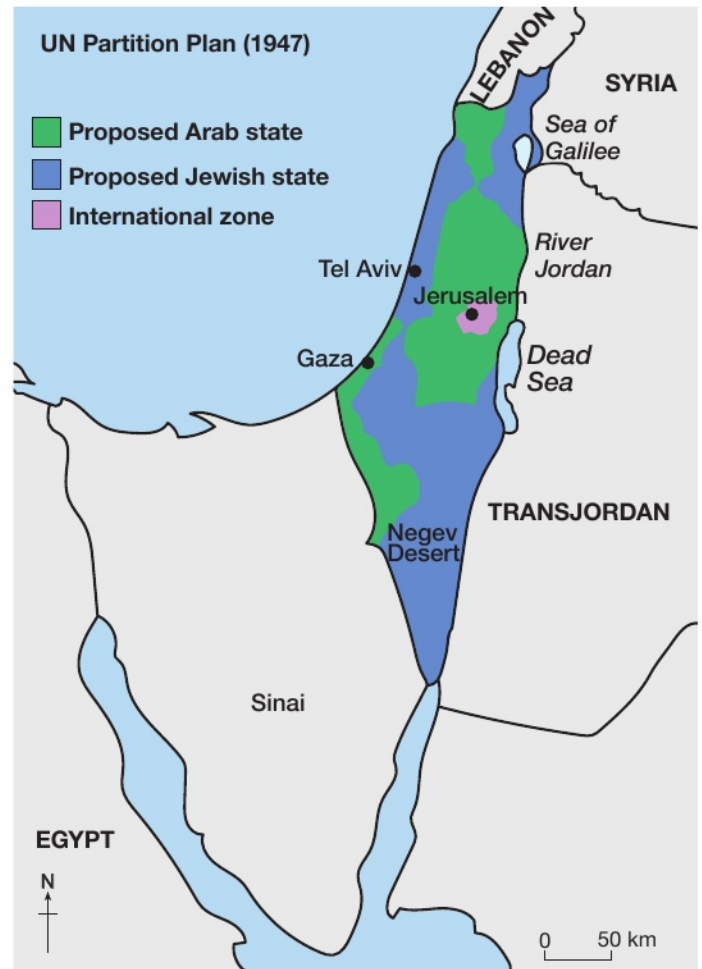 UN Partition Plan (1947)
Proposed Arab state
Proposed Jewish state
International zone
LEBANON
SYRIA
Sea of
Galilee
River
Jordan
Tel Aviv
Jerusalem
Gaza
Dead
Sea
TRANSJORDAN
Negev
Desert
Sinai
EGYPT
N
0 50 km